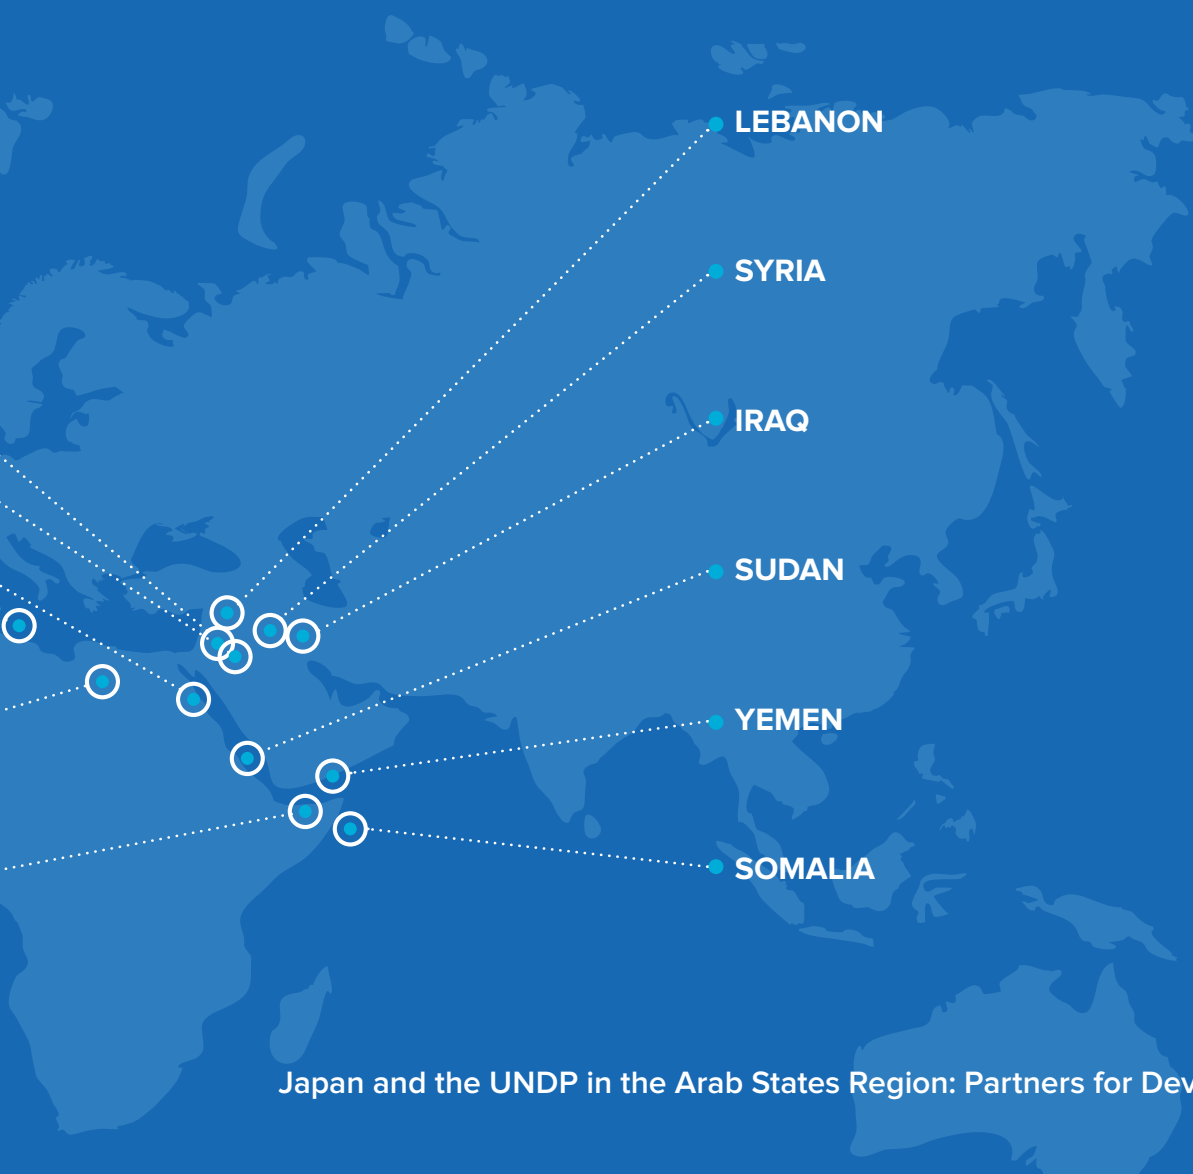 LEBANON
SYRIA
IRAQ
SUDAN
YEMEN
SOMALIA
Japan and the UNDP in the Arab States Region: Partners for Dev